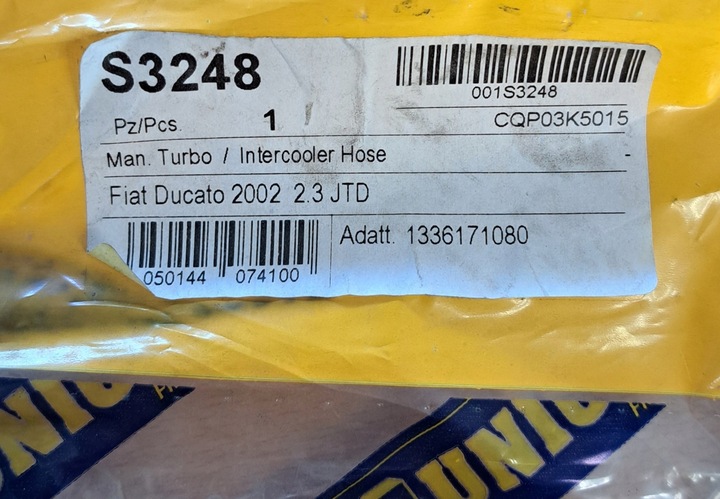 S3248
001S3248
Pz/Pcs. 1 CQP03K5015
Man. Turbo / Intercooler Hose -
Fiat Ducato 2002 2.3 JTD
050144 074100
Adatt. 1336171080